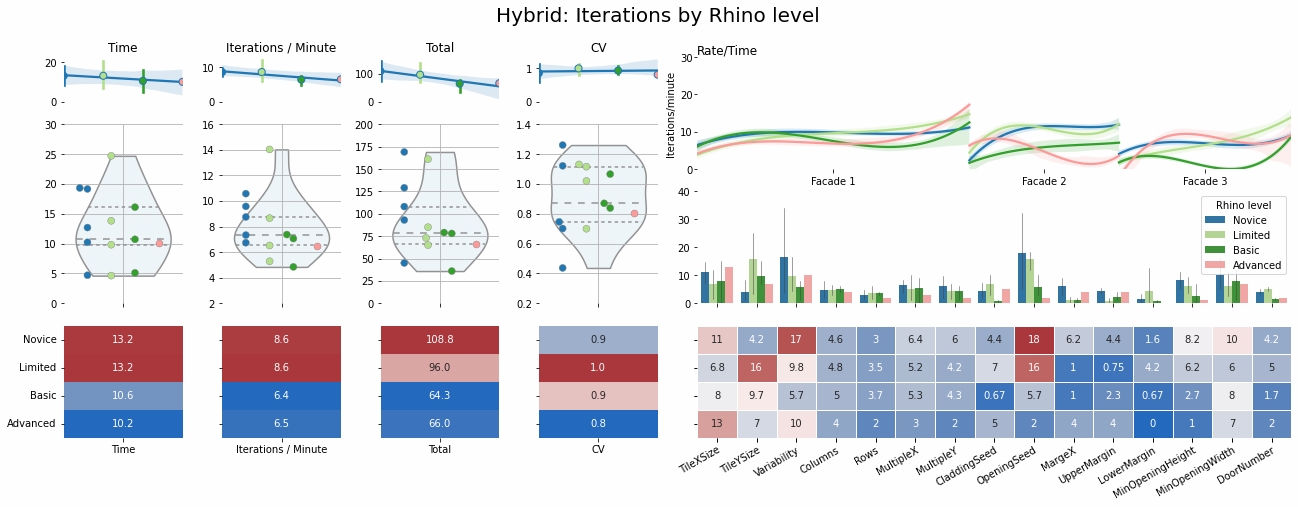 Hybrid: Iterations by Rhino level
Time
Iterations / Minute
Total
CV
Rate/Time
20
0
10
0
100
0
1
0
30
20
10
0
Iterations/minute
Facade 1
Facade 2
Facade 3
30
25
20
15
10
5
0
16
14
12
10
8
6
4
2
200
175
150
125
100
75
50
25
0
1.4
1.2
1.0
0.8
0.6
0.4
0.2
40
30
20
10
0
Rhino level
Novice
Limited
Basic
Advanced
Novice 13.2 8.6 108.8 0.9 11 4.2 17 4.6 3 6.4 6 4.4 18 6.2 4.4 1.6 8.2 10 4.2
Limited 13.2 8.6 96.0 1.0 6.8 16 9.8 4.8 3.5 5.2 4.2 7 16 1 0.75 4.2 6.2 6 5
Basic 10.6 6.4 64.3 0.9 8 9.7 5.7 5 3.7 5.3 4.3 0.67 5.7 1 2.3 0.67 2.7 8 1.7
Advanced 10.2 6.5 66.0 0.8 13 7 10 4 2 3 2 5 2 4 4 0 1 7 2
Time
Iterations / Minute
Total
CV
TileXSize
TileYSize
Variability
Columns
Rows
MultipleX
MultipleY
CladdingSeed
OpeningSeed
MargeX
UpperMargin
LowerMargin
MinOpeningHeight
MinOpeningWidth
DoorNumber